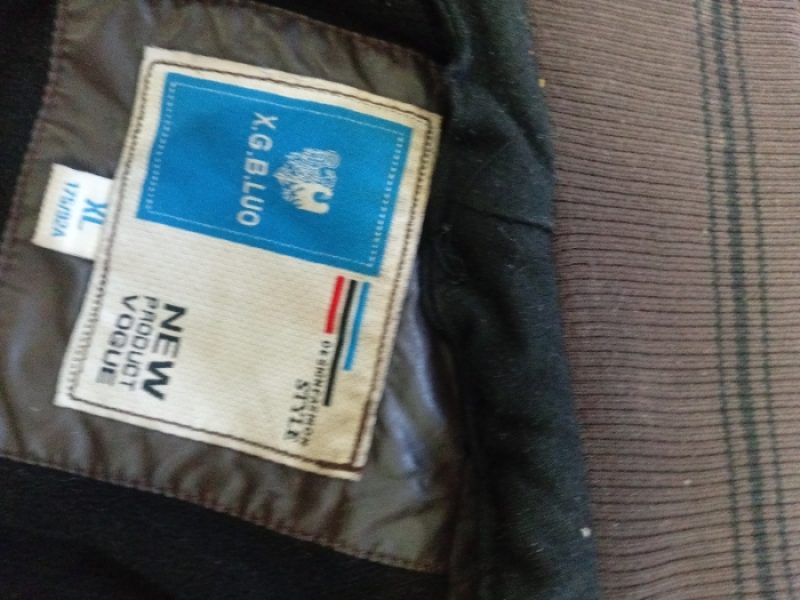 X.G.B.LUO
NEW
PRODUCT
VOGUE
STYLE
XL
175/92A